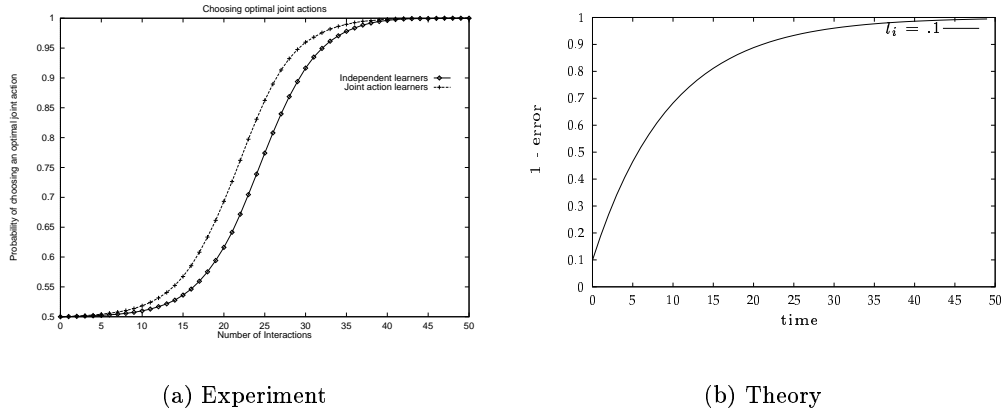 Choosing optimal joint actions
Probability of choosing an optimal joint action
1
0.95
0.9
0.85
0.8
0.75
0.7
0.65
0.6
0.55
0.5
Independent learners
Joint action learners
0 5 10 15 20 25 30 35 40 45 50
Number of Interactions
(a) Experiment
1 - error
1
0.9
0.8
0.7
0.6
0.5
0.4
0.3
0.2
0.1
0
l_i = .1
0 5 10 15 20 25 30 35 40 45 50
time
(b) Theory